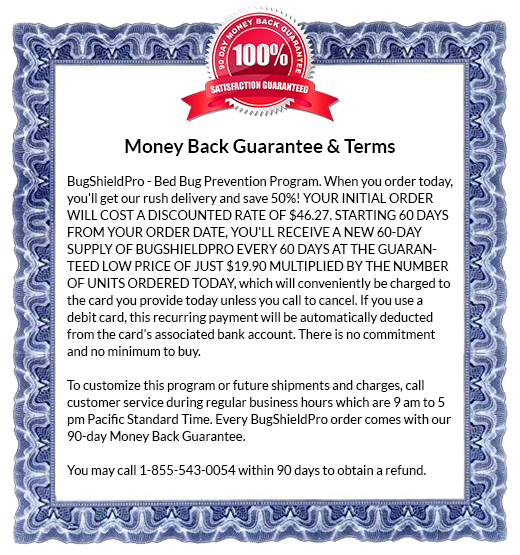 90 DAY MONEY BACK GUARANTEE
100%
SATISFACTION GUARANTEED
Money Back Guarantee & Terms
BugShieldPro - Bed Bug Prevention Program. When you order today,
you'll get our rush delivery and save 50%! YOUR INITIAL ORDER
WILL COST A DISCOUNTED RATE OF $46.27. STARTING 60 DAYS
FROM YOUR ORDER DATE, YOU'LL RECEIVE A NEW 60-DAY
SUPPLY OF BUGSHIELDPRO EVERY 60 DAYS AT THE GUARAN-
TEED LOW PRICE OF JUST $19.90 MULTIPLIED BY THE NUMBER
OF UNITS ORDERED TODAY, which will conveniently be charged to
the card you provide today unless you call to cancel. If you use a
debit card, this recurring payment will be automatically deducted
from the card's associated bank account. There is no commitment
and no minimum to buy.
To customize this program or future shipments and charges, call
customer service during regular business hours which are 9 am to 5
pm Pacific Standard Time. Every BugShieldPro order comes with our
90-day Money Back Guarantee.
You may call 1-855-543-0054 within 90 days to obtain a refund.